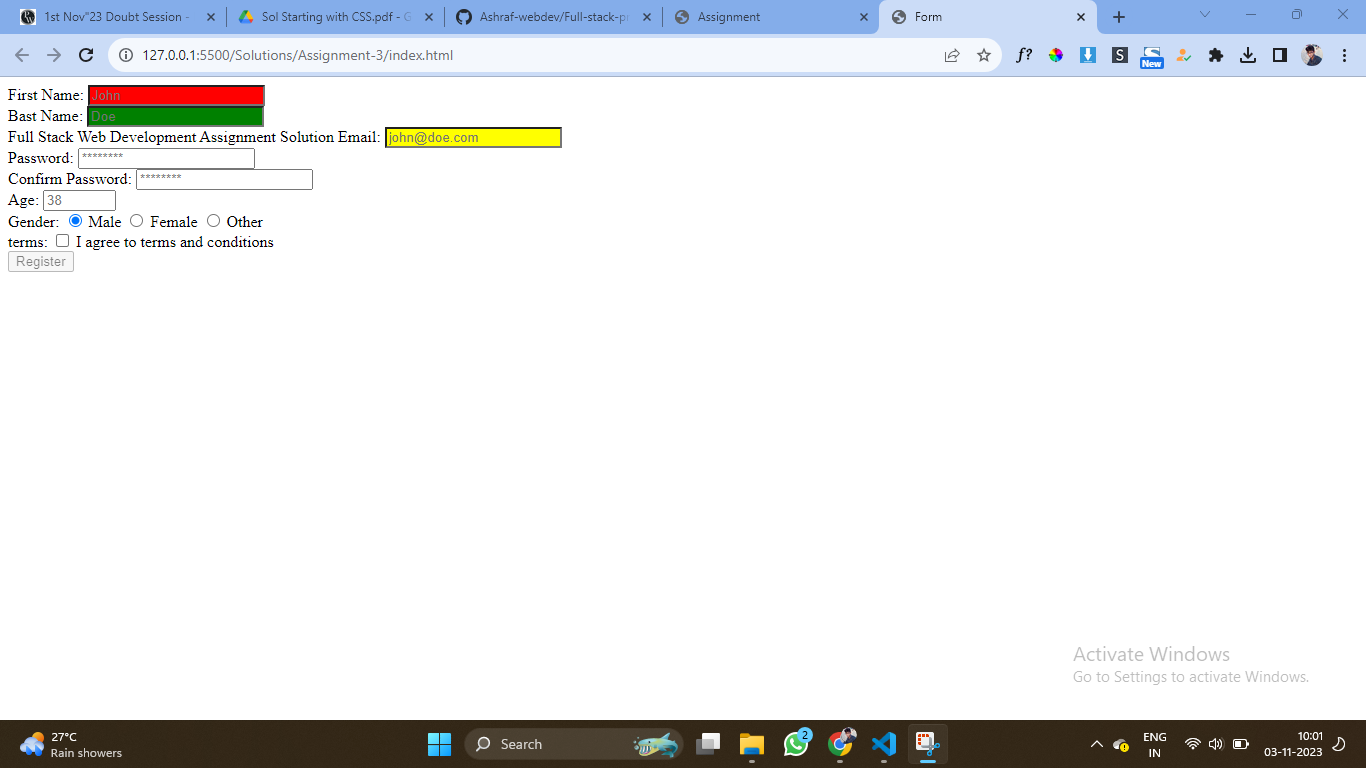 1st Nov"23 Doubt Session -
Sol Starting with CSS.pdf - G
Ashraf-webdev/Full-stack-pr
Assignment
Form
127.0.0.1:5500/Solutions/Assignment-3/index.html
f?
S
New
First Name: John
Bast Name: Doe
Full Stack Web Development Assignment Solution Email: john@doe.com
Password: ********
Confirm Password: ********
Age: 38
Gender: Male Female Other
terms: I agree to terms and conditions
Register
Activate Windows
Go to Settings to activate Windows.
27°C
Rain showers
Search
2
ENG
IN
10:01
03-11-2023